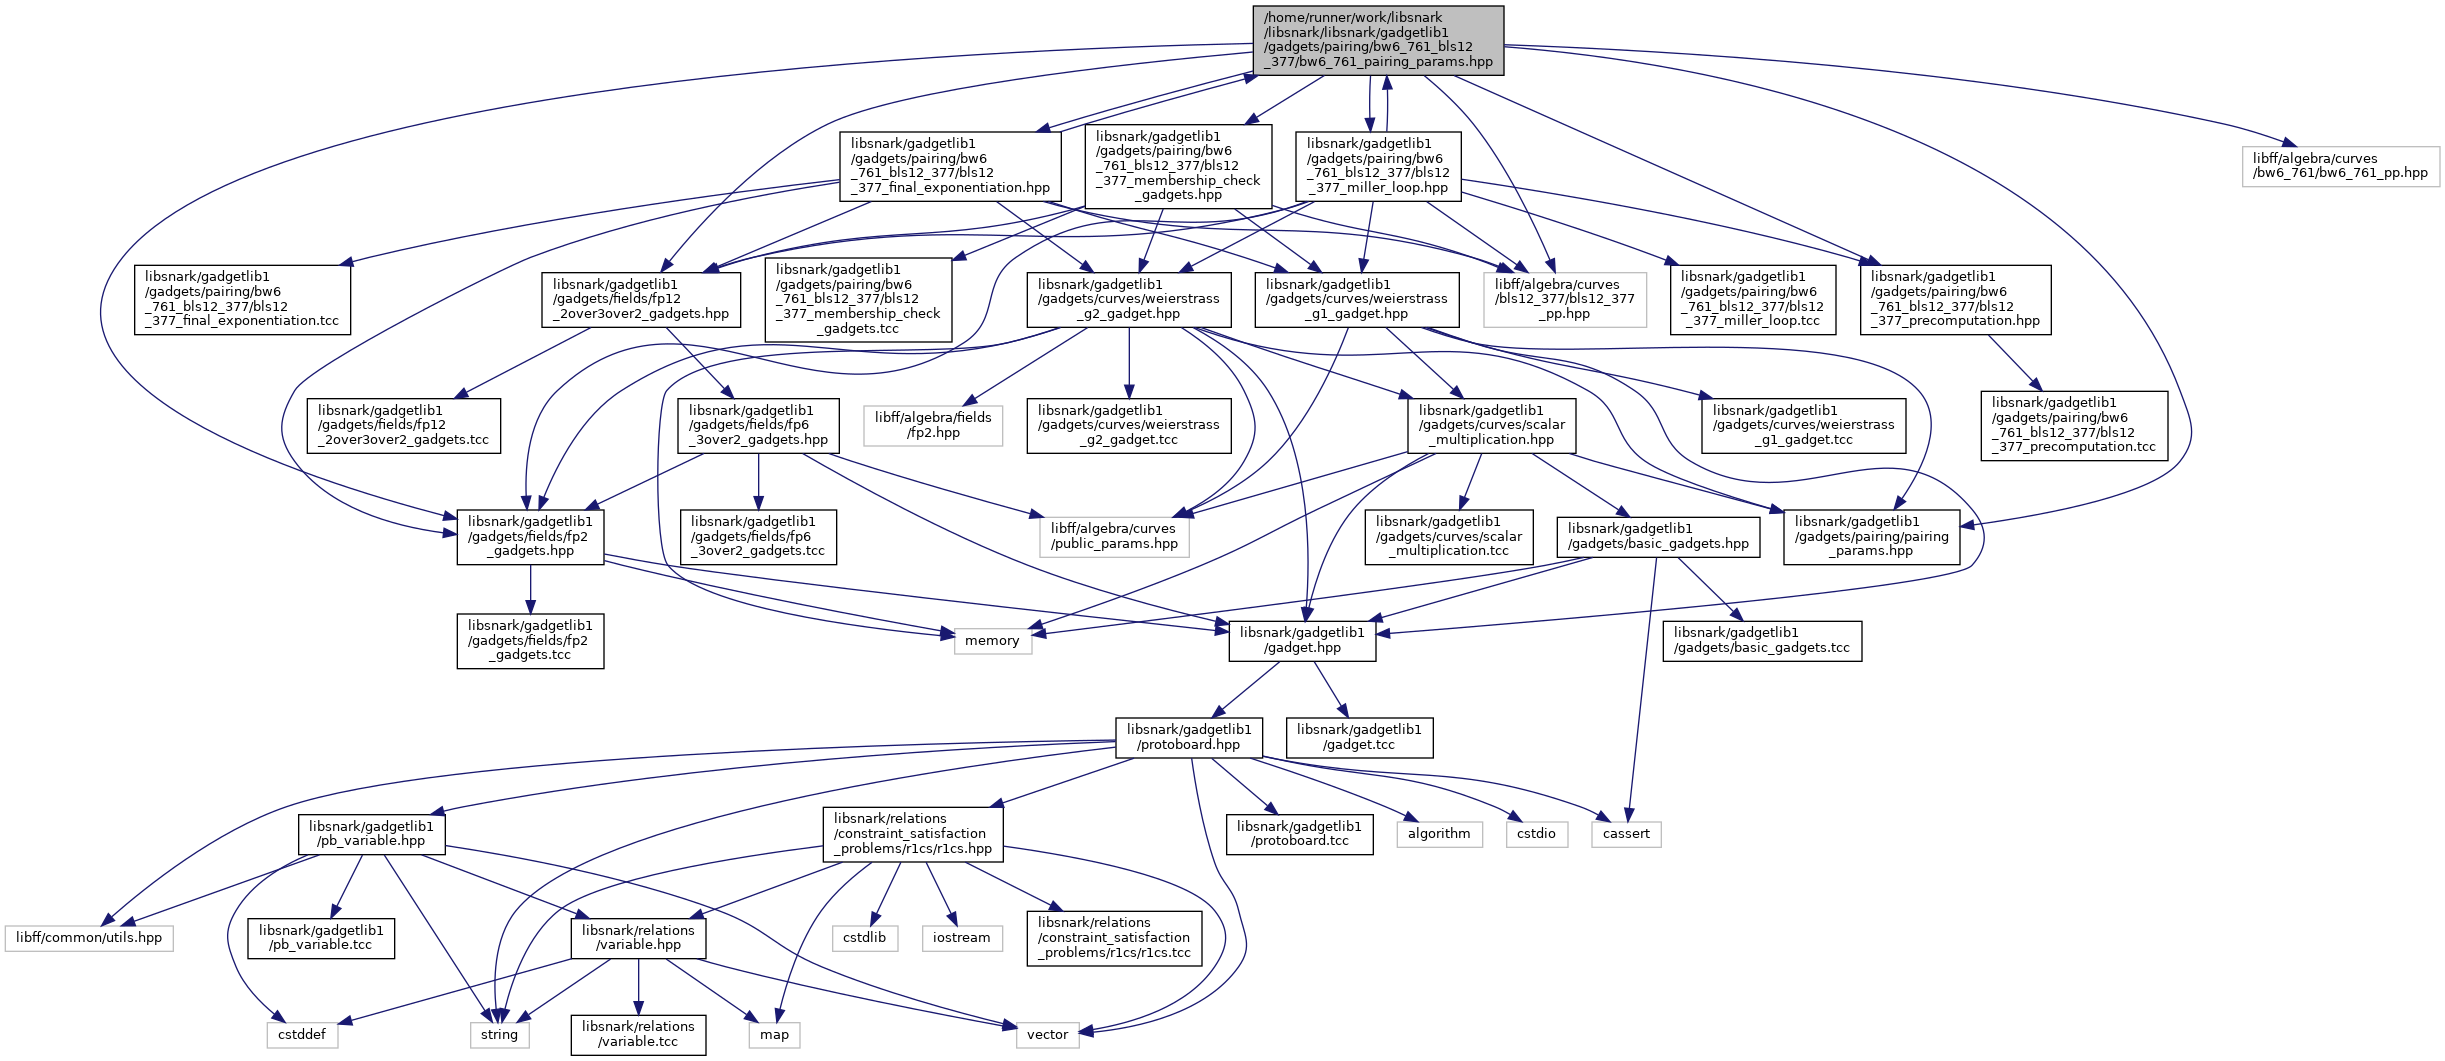 /home/runner/work/libsnark
/libsnark/libsnark/gadgetlib1
/gadgets/pairing/bw6_761_bls12
_377/bw6_761_pairing_params.hpp
libsnark/gadgetlib1
/gadgets/pairing/bw6
_761_bls12_377/bls12
_377_final_exponentiation.hpp
libsnark/gadgetlib1
/gadgets/pairing/bw6
_761_bls12_377/bls12
_377_membership_check
_gadgets.hpp
libsnark/gadgetlib1
/gadgets/pairing/bw6
_761_bls12_377/bls12
_377_miller_loop.hpp
libff/algebra/curves
/bw6_761/bw6_761_pp.hpp
libsnark/gadgetlib1
/gadgets/pairing/bw6
_761_bls12_377/bls12
_377_final_exponentiation.tcc
libsnark/gadgetlib1
/gadgets/fields/fp12
_2over3over2_gadgets.hpp
libsnark/gadgetlib1
/gadgets/pairing/bw6
_761_bls12_377/bls12
_377_membership_check
_gadgets.tcc
libsnark/gadgetlib1
/gadgets/curves/weierstrass
_g2_gadget.hpp
libsnark/gadgetlib1
/gadgets/curves/weierstrass
_g1_gadget.hpp
libff/algebra/curves
/bls12_377/bls12_377
_pp.hpp
libsnark/gadgetlib1
/gadgets/pairing/bw6
_761_bls12_377/bls12
_377_miller_loop.tcc
libsnark/gadgetlib1
/gadgets/pairing/bw6
_761_bls12_377/bls12
_377_precomputation.hpp
libsnark/gadgetlib1
/gadgets/fields/fp12
_2over3over2_gadgets.tcc
libsnark/gadgetlib1
/gadgets/fields/fp6
_3over2_gadgets.hpp
libff/algebra/fields
/fp2.hpp
libsnark/gadgetlib1
/gadgets/curves/weierstrass
_g2_gadget.tcc
libsnark/gadgetlib1
/gadgets/curves/scalar
_multiplication.hpp
libsnark/gadgetlib1
/gadgets/curves/weierstrass
_g1_gadget.tcc
libsnark/gadgetlib1
/gadgets/pairing/bw6
_761_bls12_377/bls12
_377_precomputation.tcc
libsnark/gadgetlib1
/gadgets/fields/fp2
_gadgets.hpp
libsnark/gadgetlib1
/gadgets/fields/fp6
_3over2_gadgets.tcc
libff/algebra/curves
/public_params.hpp
libsnark/gadgetlib1
/gadgets/curves/scalar
_multiplication.tcc
libsnark/gadgetlib1
/gadgets/basic_gadgets.hpp
libsnark/gadgetlib1
/gadgets/pairing/pairing
_params.hpp
libsnark/gadgetlib1
/gadgets/fields/fp2
_gadgets.tcc
memory
libsnark/gadgetlib1
/gadget.hpp
libsnark/gadgetlib1
/gadgets/basic_gadgets.tcc
libsnark/gadgetlib1
/protoboard.hpp
libsnark/gadgetlib1
/gadget.tcc
libsnark/gadgetlib1
/pb_variable.hpp
libsnark/relations
/constraint_satisfaction
_problems/r1cs/r1cs.hpp
libsnark/gadgetlib1
/protoboard.tcc
algorithm
cstdio
cassert
libff/common/utils.hpp
libsnark/gadgetlib1
/pb_variable.tcc
libsnark/relations
/variable.hpp
cstdlib
iostream
libsnark/relations
/constraint_satisfaction
_problems/r1cs/r1cs.tcc
cstddef
string
libsnark/relations
/variable.tcc
map
vector